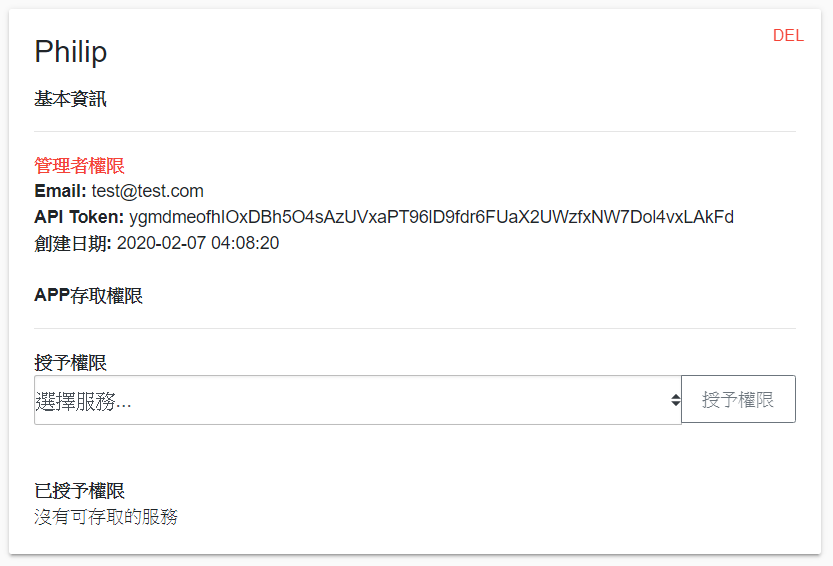 Philip
DEL
基本資訊
管理者權限
Email: test@test.com
API Token: ygmdmeofhIOxDBh5O4sAzUVxaPT96lD9fdr6FUaX2UWzfxNW7Dol4vxLAkFd
創建日期: 2020-02-07 04:08:20
APP存取權限
授予權限
選擇服務...
授予權限
已授予權限
沒有可存取的服務